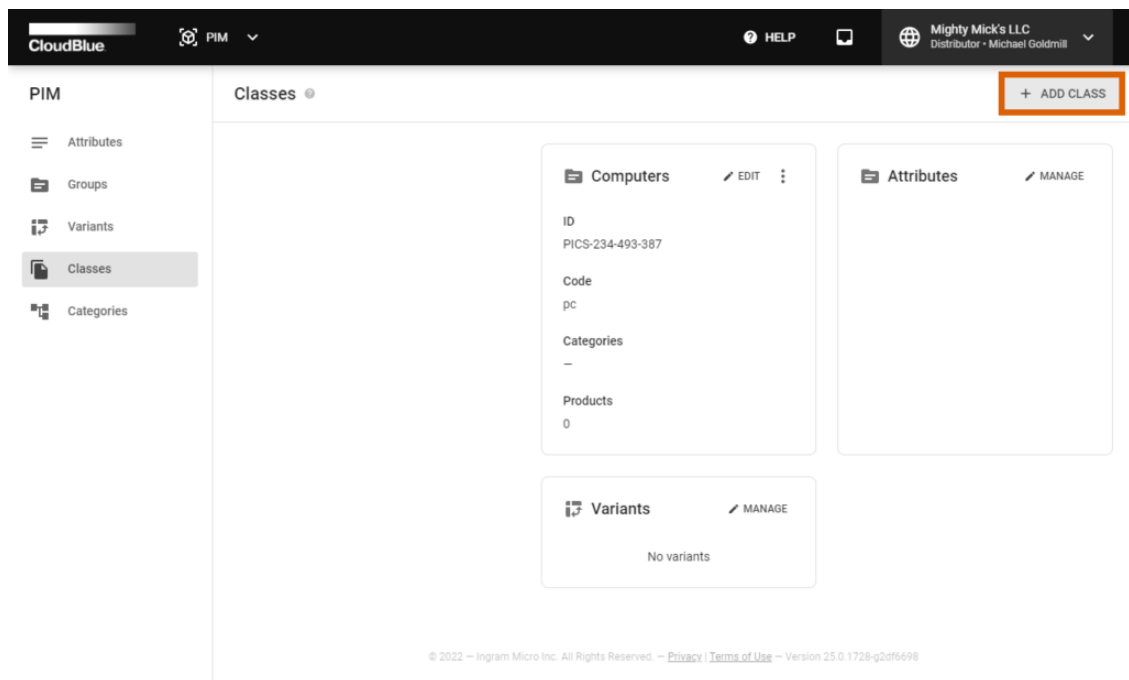 CloudBlue
PIM
HELP
Mighty Mick's LLC
Distributor • Michael Goldmill
PIM
Attributes
Groups
Variants
Classes
Categories
Classes
+ ADD CLASS
Computers
EDIT
ID
PICS-234-493-387
Code
pc
Categories
–
Products
0
Attributes
MANAGE
Variants
MANAGE
No variants
© 2022 – Ingram Micro Inc. All Rights Reserved. – Privacy | Terms of Use – Version 25.0.1728-g2df6698